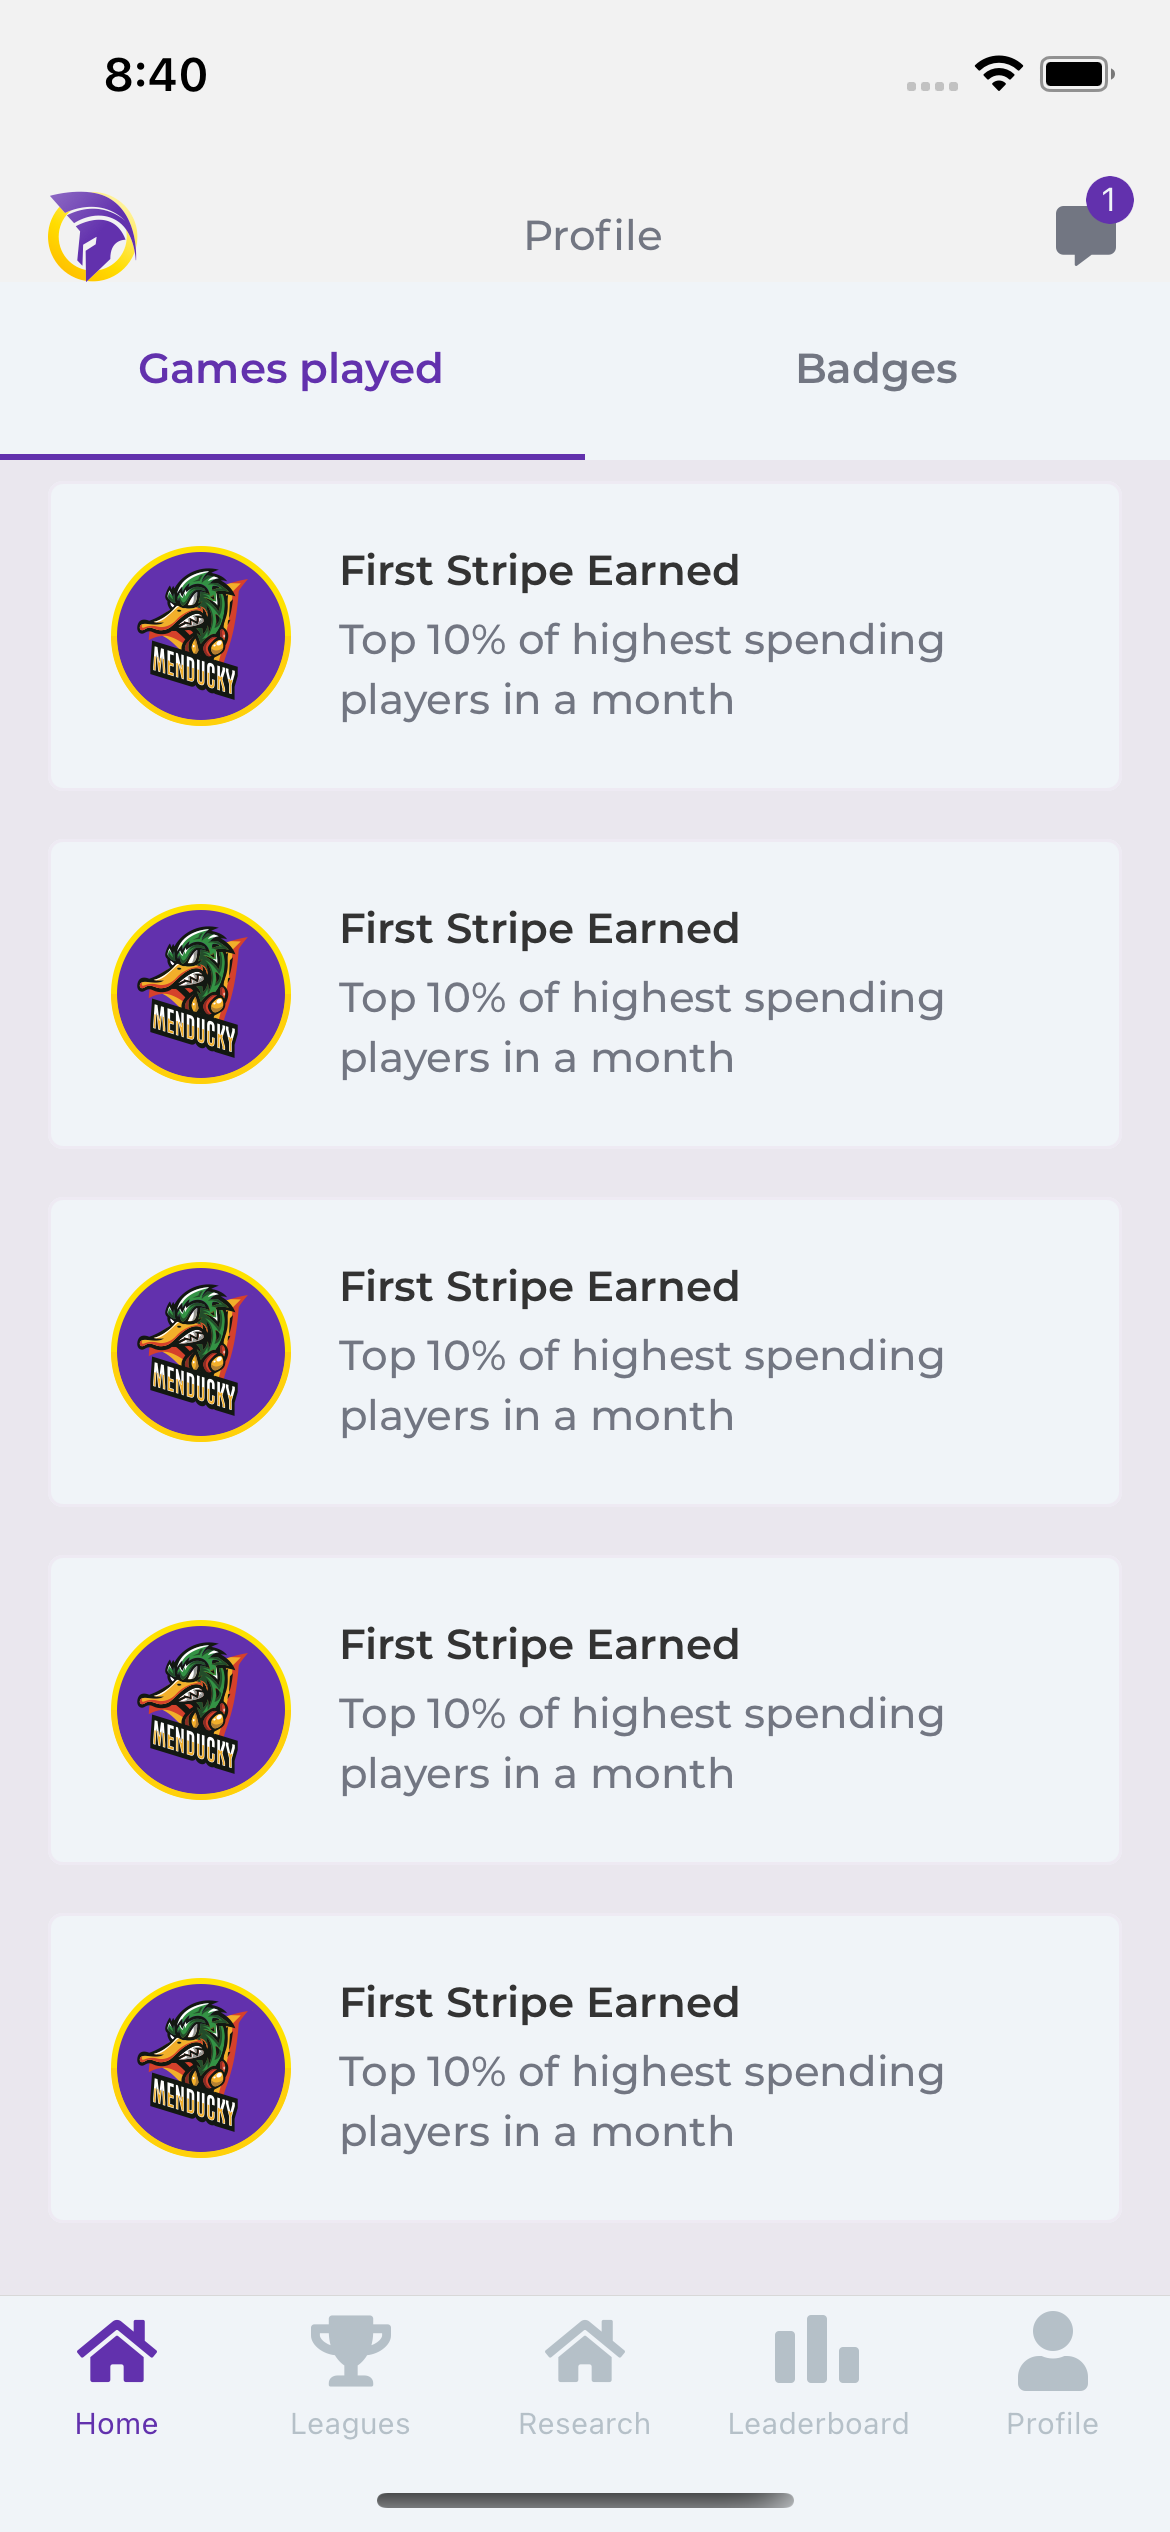 8:40
Profile
1
Games played
Badges
First Stripe Earned
Top 10% of highest spending
players in a month
MENDUCKY
First Stripe Earned
Top 10% of highest spending
players in a month
MENDUCKY
First Stripe Earned
Top 10% of highest spending
players in a month
MENDUCKY
First Stripe Earned
Top 10% of highest spending
players in a month
MENDUCKY
First Stripe Earned
Top 10% of highest spending
players in a month
MENDUCKY
Home
Leagues
Research
Leaderboard
Profile